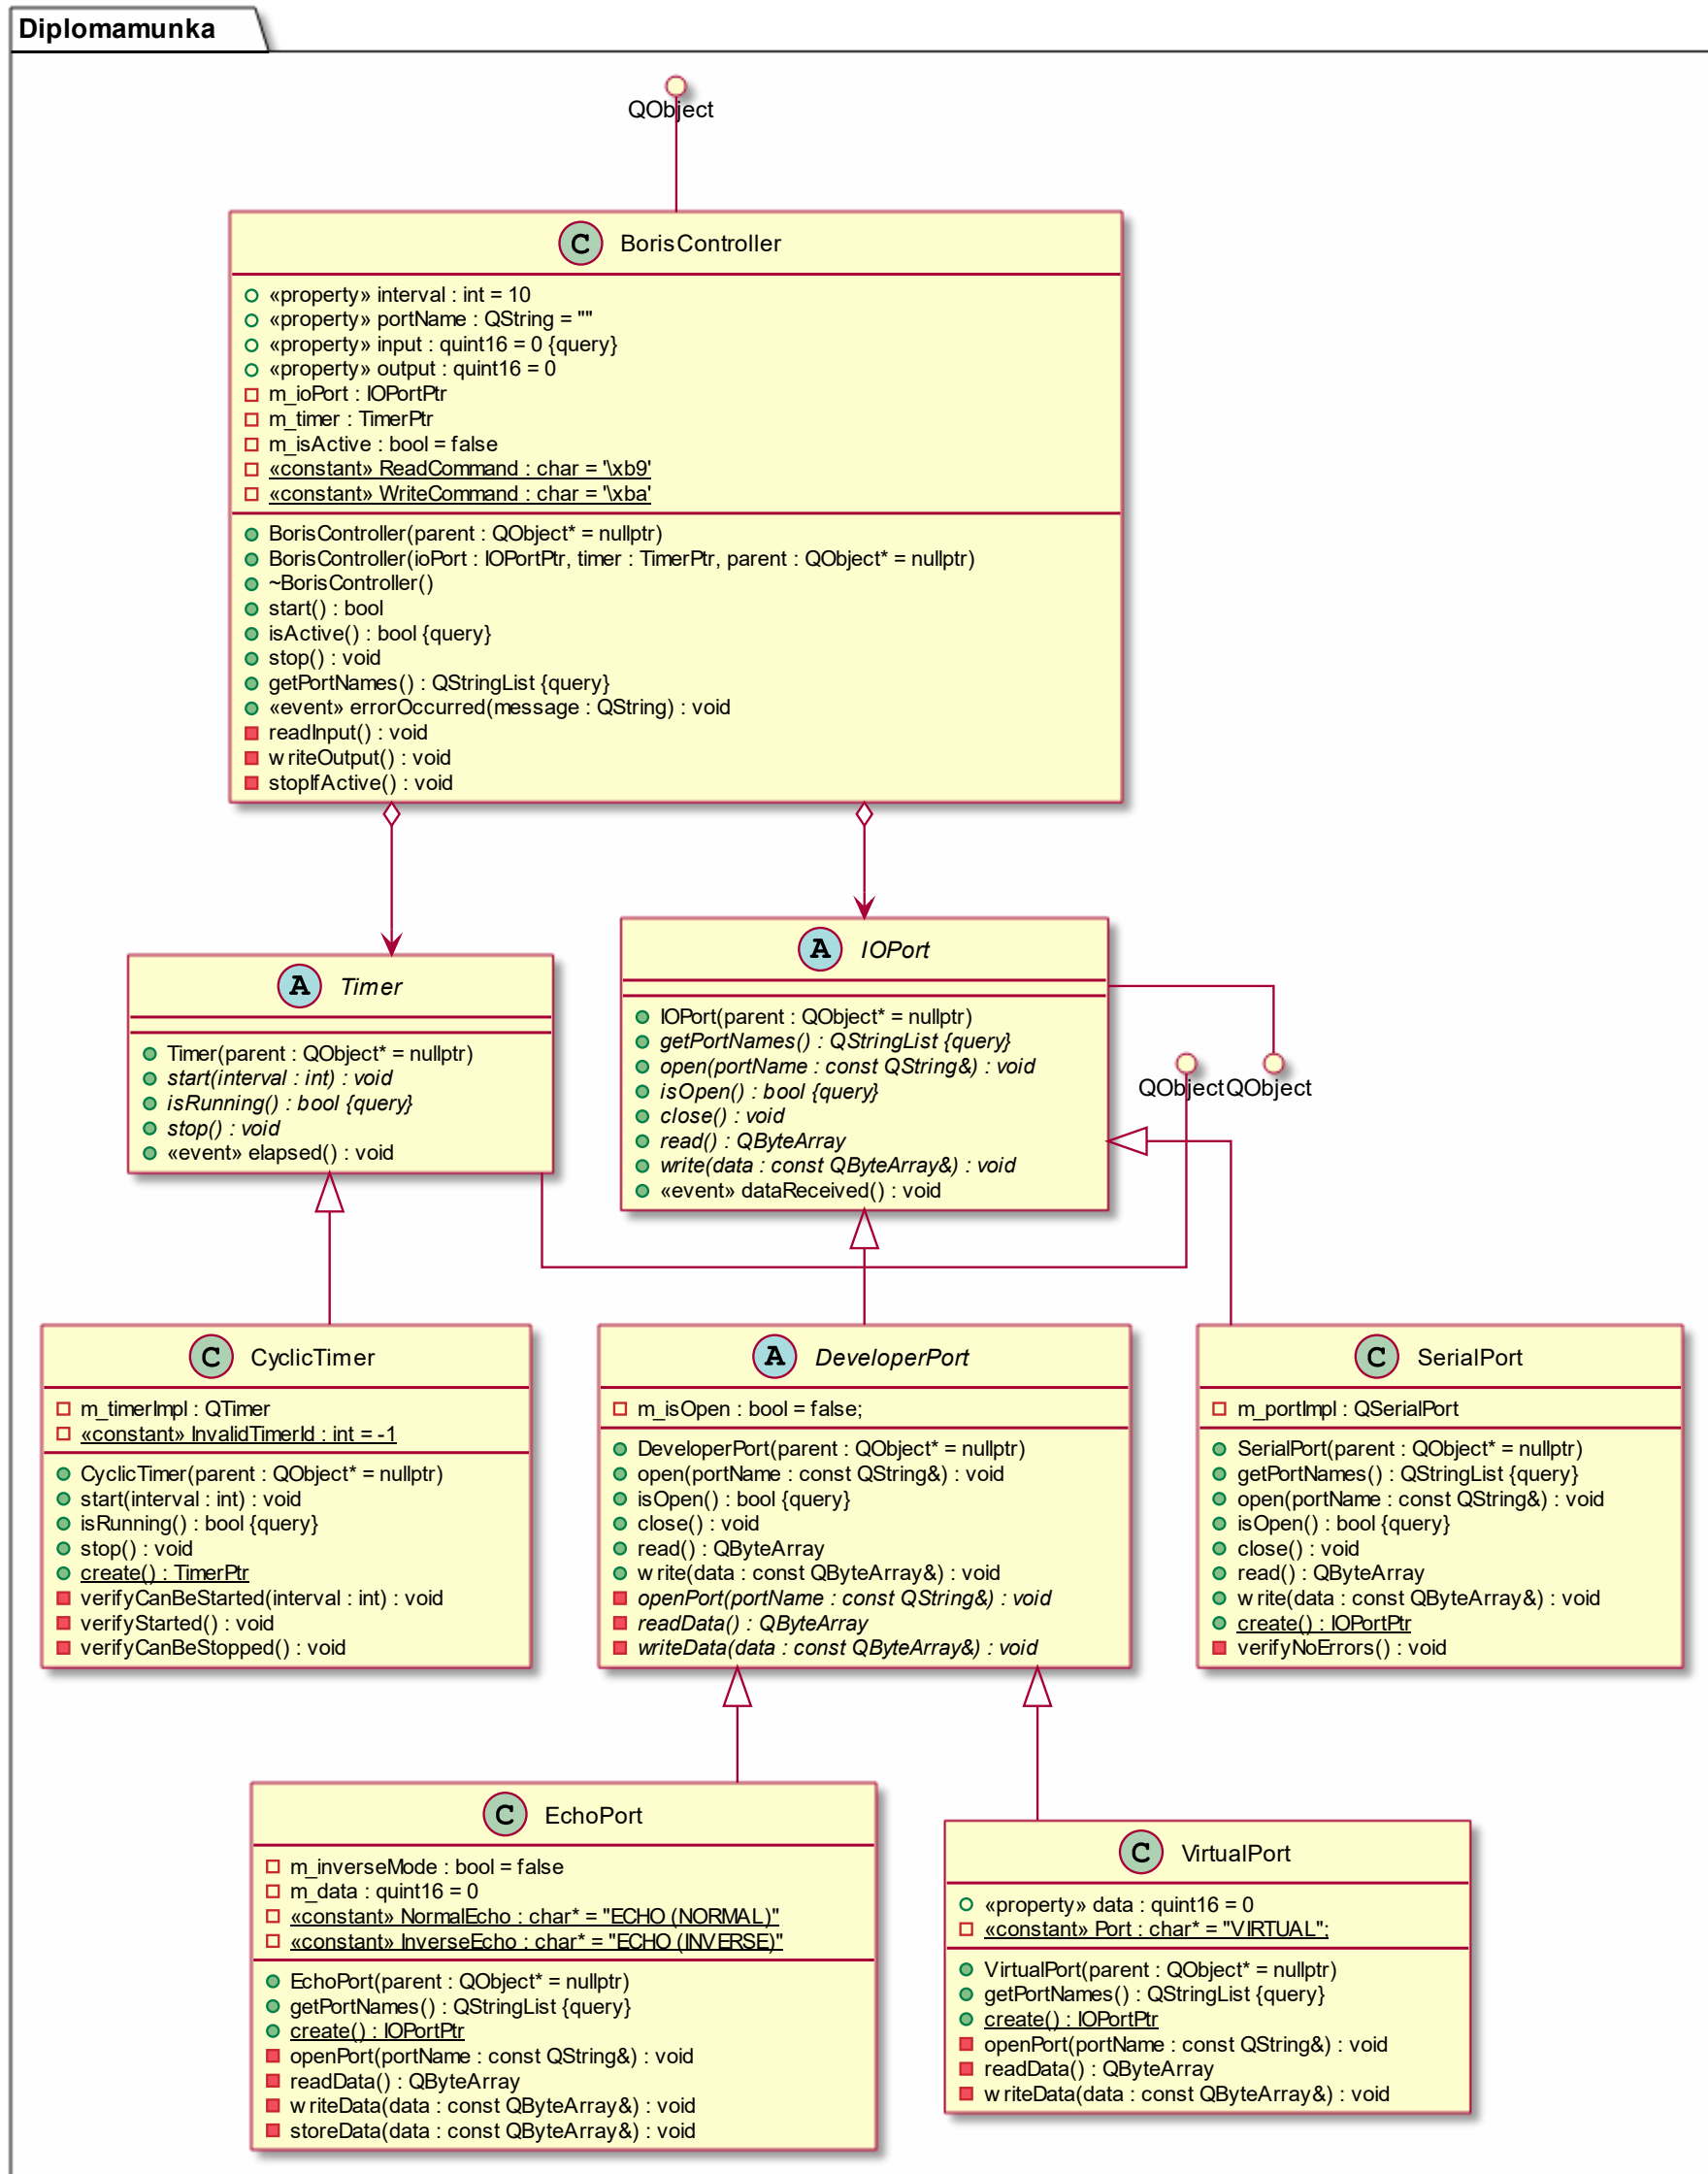 Diplomamunka
QObject
C BorisController
«property» interval : int = 10
«property» portName : QString = ""
«property» input : quint16 = 0 {query}
«property» output : quint16 = 0
m_ioPort : IOPortPtr
m_timer : TimerPtr
m_isActive : bool = false
«constant» ReadCommand : char = '\xb9'
«constant» WriteCommand : char = '\xba'
BorisController(parent : QObject* = nullptr)
BorisController(ioPort : IOPortPtr, timer : TimerPtr, parent : QObject* = nullptr)
~BorisController()
start() : bool
isActive() : bool {query}
stop() : void
getPortNames() : QStringList {query}
«event» errorOccurred(message : QString) : void
readInput() : void
writeOutput() : void
stopIfActive() : void
A Timer
Timer(parent : QObject* = nullptr)
start(interval : int) : void
isRunning() : bool {query}
stop() : void
«event» elapsed() : void
A IOPort
IOPort(parent : QObject* = nullptr)
getPortNames() : QStringList {query}
open(portName : const QString&) : void
isOpen() : bool {query}
close() : void
read() : QByteArray
write(data : const QByteArray&) : void
«event» dataReceived() : void
QObject
QObject
C CyclicTimer
m_timerImpl : QTimer
«constant» InvalidTimerId : int = -1
CyclicTimer(parent : QObject* = nullptr)
start(interval : int) : void
isRunning() : bool {query}
stop() : void
create() : TimerPtr
verifyCanBeStarted(interval : int) : void
verifyStarted() : void
verifyCanBeStopped() : void
A DeveloperPort
m_isOpen : bool = false;
DeveloperPort(parent : QObject* = nullptr)
open(portName : const QString&) : void
isOpen() : bool {query}
close() : void
read() : QByteArray
write(data : const QByteArray&) : void
openPort(portName : const QString&) : void
readData() : QByteArray
writeData(data : const QByteArray&) : void
C SerialPort
m_portImpl : QSerialPort
SerialPort(parent : QObject* = nullptr)
getPortNames() : QStringList {query}
open(portName : const QString&) : void
isOpen() : bool {query}
close() : void
read() : QByteArray
write(data : const QByteArray&) : void
create() : IOPortPtr
verifyNoErrors() : void
C EchoPort
m_inverseMode : bool = false
m_data : quint16 = 0
«constant» NormalEcho : char* = "ECHO (NORMAL)"
«constant» InverseEcho : char* = "ECHO (INVERSE)"
EchoPort(parent : QObject* = nullptr)
getPortNames() : QStringList {query}
create() : IOPortPtr
openPort(portName : const QString&) : void
readData() : QByteArray
writeData(data : const QByteArray&) : void
storeData(data : const QByteArray&) : void
C VirtualPort
«property» data : quint16 = 0
«constant» Port : char* = "VIRTUAL";
VirtualPort(parent : QObject* = nullptr)
getPortNames() : QStringList {query}
create() : IOPortPtr
openPort(portName : const QString&) : void
readData() : QByteArray
writeData(data : const QByteArray&) : void